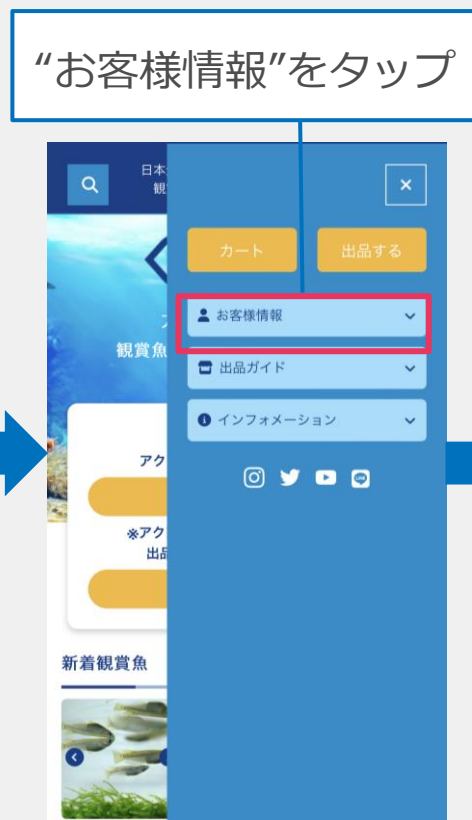 “お客様情報”をタップ
日本
観
カート
出品する
お客様情報
観賞魚
出品ガイド
インフォメーション
アク
※アク
出品
新着観賞魚